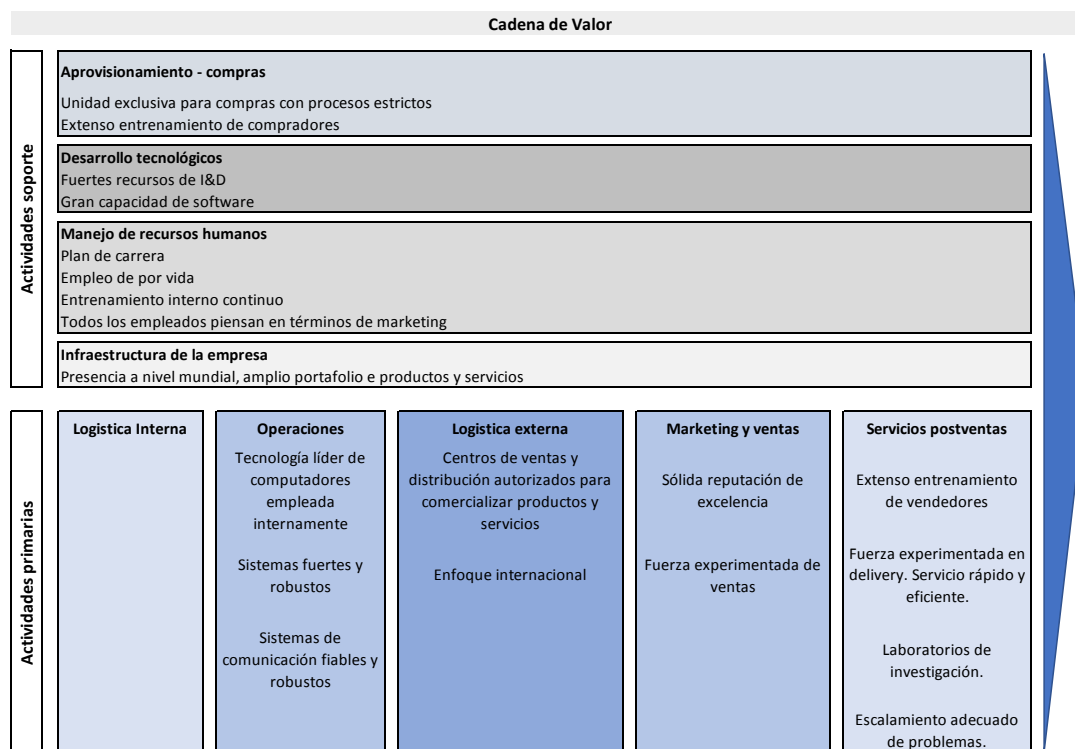 Cadena de Valor
Actividades soporte
Aprovisionamiento - compras
Unidad exclusiva para compras con procesos estrictos
Extenso entrenamiento de compradores
Desarrollo tecnológicos
Fuertes recursos de I&D
Gran capacidad de software
Manejo de recursos humanos
Plan de carrera
Empleo de por vida
Entrenamiento interno continuo
Todos los empleados piensan en términos de marketing
Infraestructura de la empresa
Presencia a nivel mundial, amplio portafolio e productos y servicios
Actividades primarias
Logistica Interna
Operaciones
Tecnología líder de
computadores
empleada
internamente
Sistemas fuertes y
robustos
Sistemas de
comunicación fiables y
robustos
Logistica externa
Centros de ventas y
distribución autorizados para
comercializar productos y
servicios
Enfoque internacional
Marketing y ventas
Sólida reputación de
excelencia
Fuerza experimentada de
ventas
Servicios postventas
Extenso entrenamiento
de vendedores
Fuerza experimentada en
delivery. Servicio rápido y
eficiente.
Laboratorios de
investigación.
Escalamiento adecuado
de problemas.